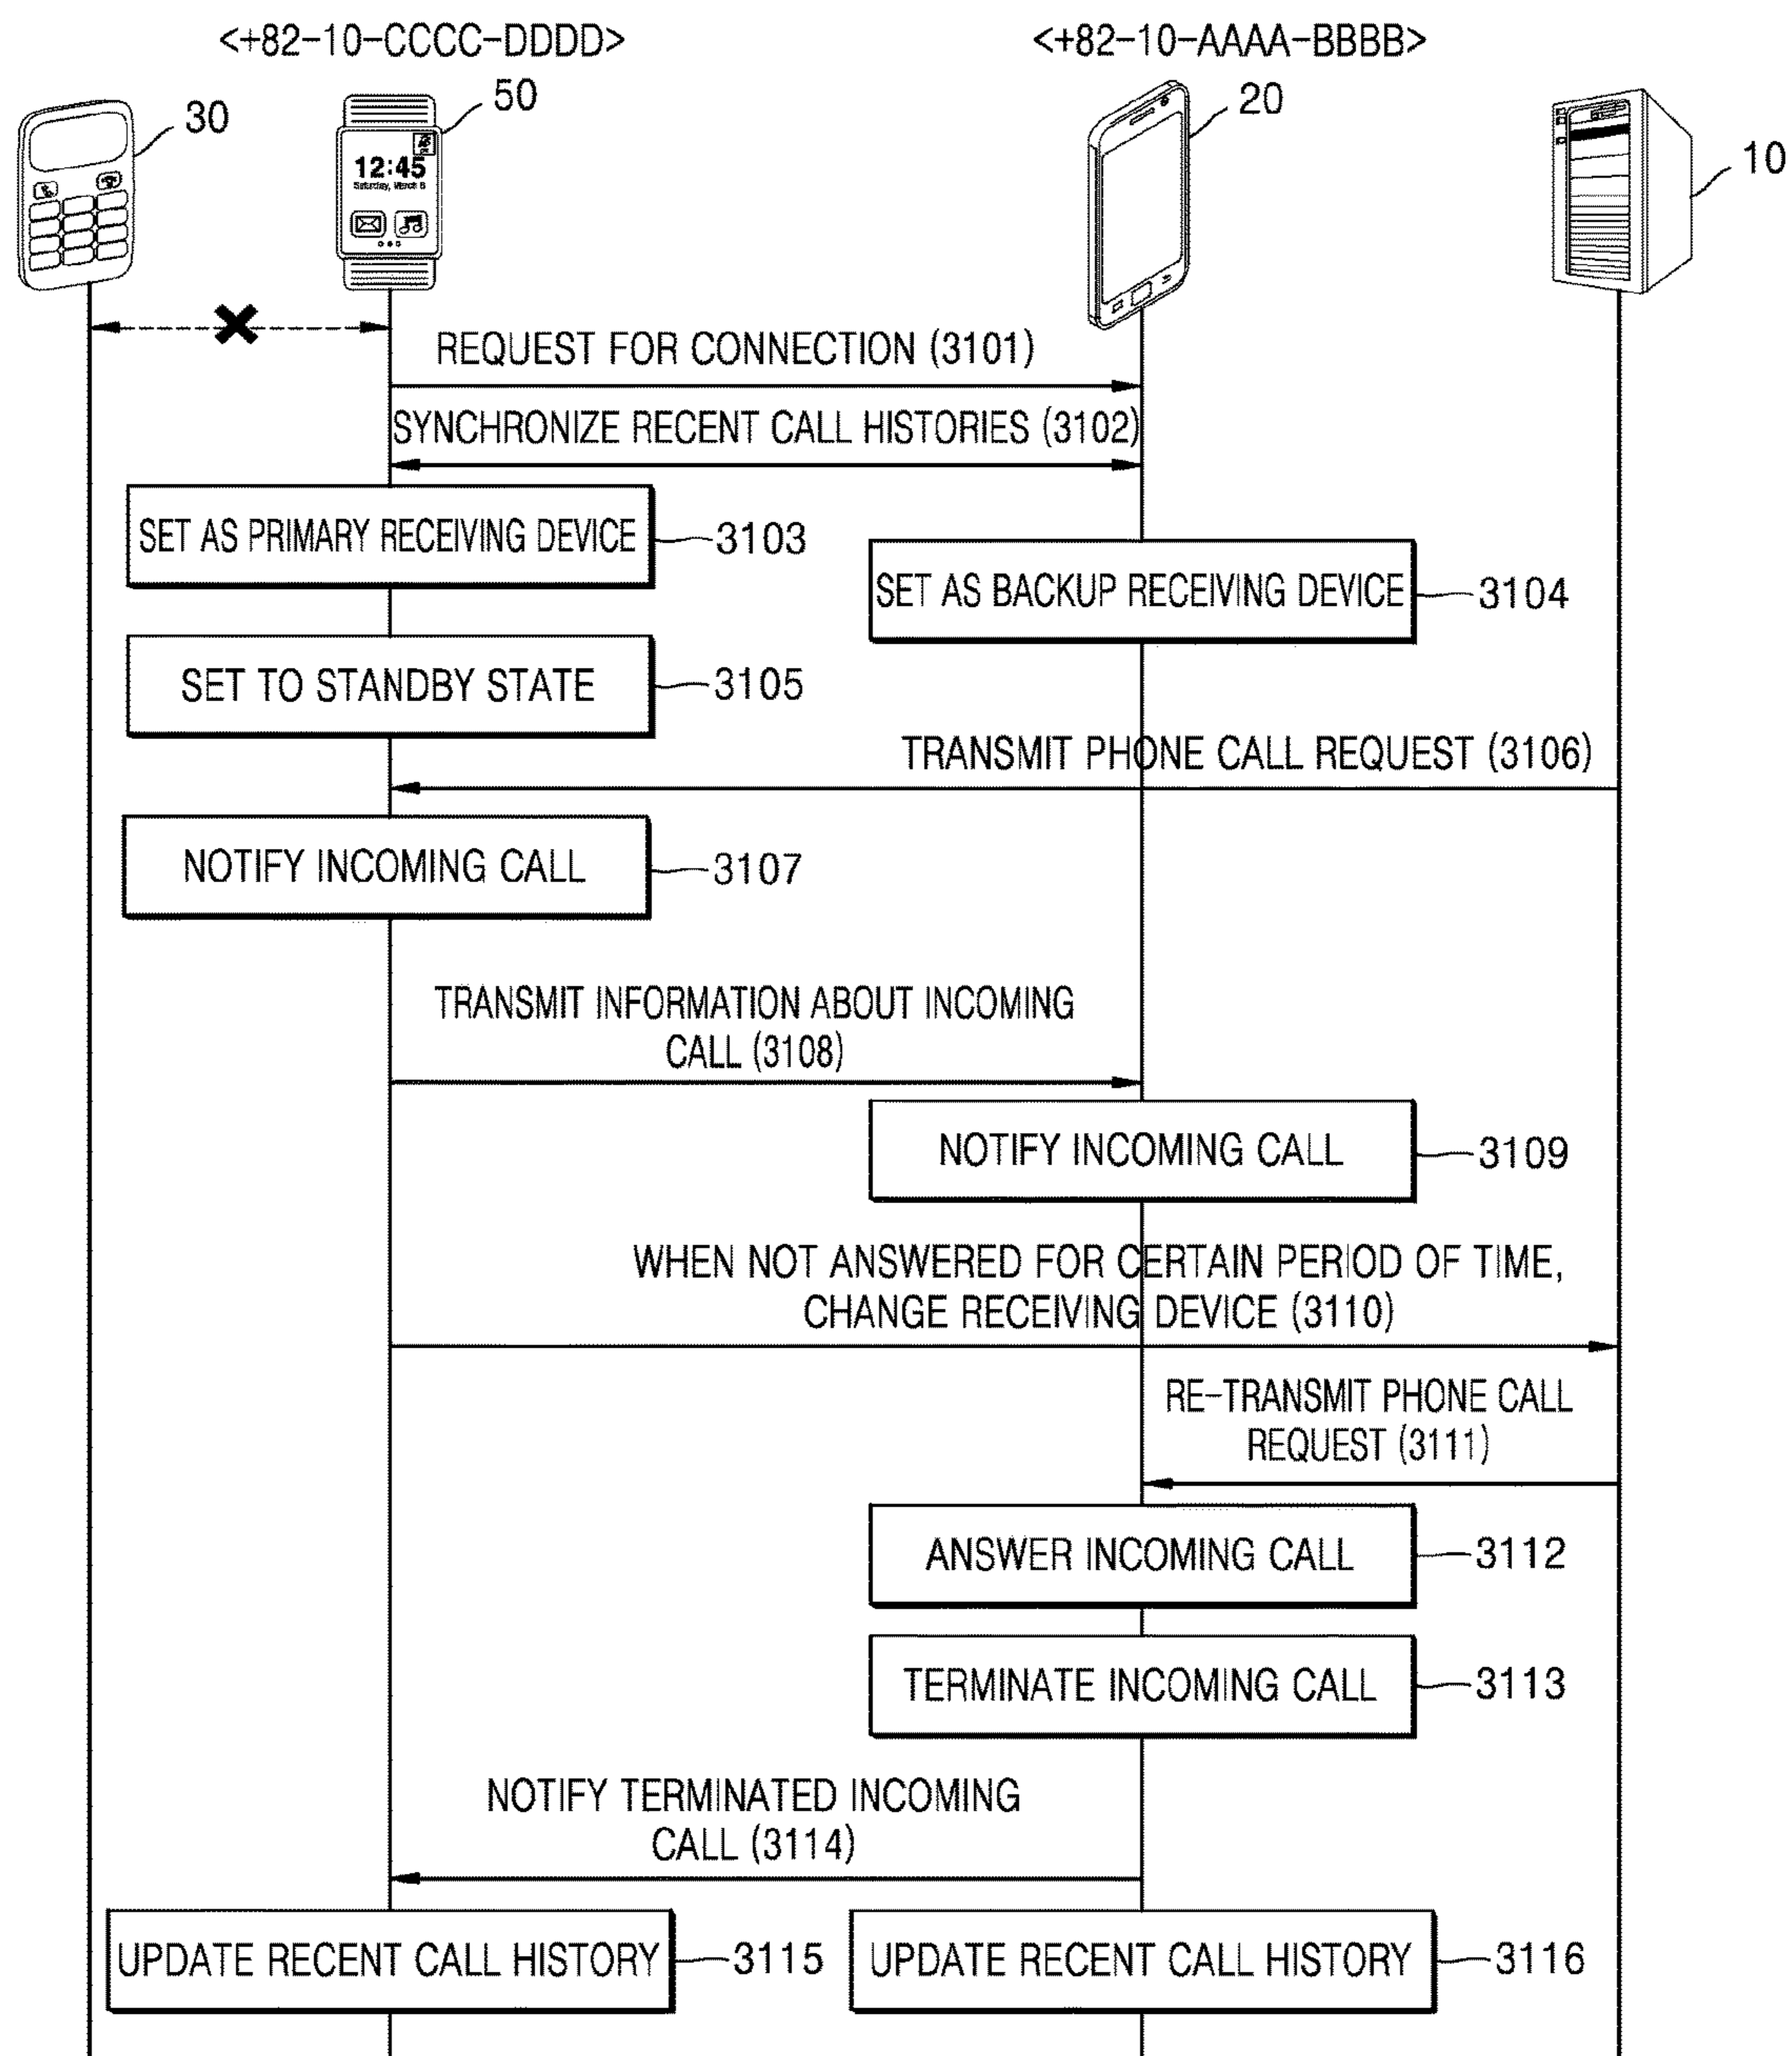 <+82-10-CCCC-DDDD>
<+82-10-AAAA-BBBB>
30
50
20
10
12:45
Saturday, March 8
REQUEST FOR CONNECTION (3101)
SYNCHRONIZE RECENT CALL HISTORIES (3102)
SET AS PRIMARY RECEIVING DEVICE
3103
SET AS BACKUP RECEIVING DEVICE
3104
SET TO STANDBY STATE
3105
TRANSMIT PHONE CALL REQUEST (3106)
NOTIFY INCOMING CALL
3107
TRANSMIT INFORMATION ABOUT INCOMING
CALL (3108)
NOTIFY INCOMING CALL
3109
WHEN NOT ANSWERED FOR CERTAIN PERIOD OF TIME,
CHANGE RECEIVING DEVICE (3110)
RE-TRANSMIT PHONE CALL
REQUEST (3111)
ANSWER INCOMING CALL
3112
TERMINATE INCOMING CALL
3113
NOTIFY TERMINATED INCOMING
CALL (3114)
UPDATE RECENT CALL HISTORY
3115
UPDATE RECENT CALL HISTORY
3116